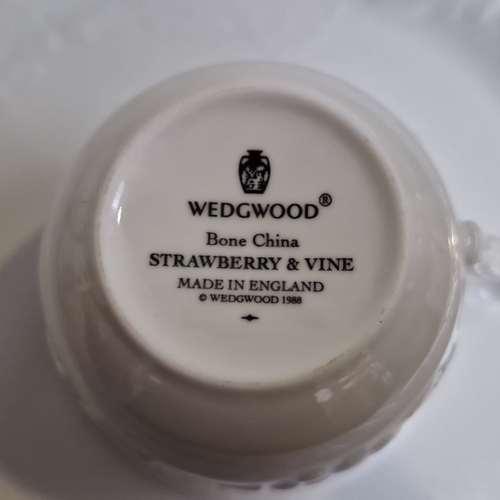 WEDGWOOD®
Bone China
STRAWBERRY & VINE
MADE IN ENGLAND
© WEDGWOOD 1988